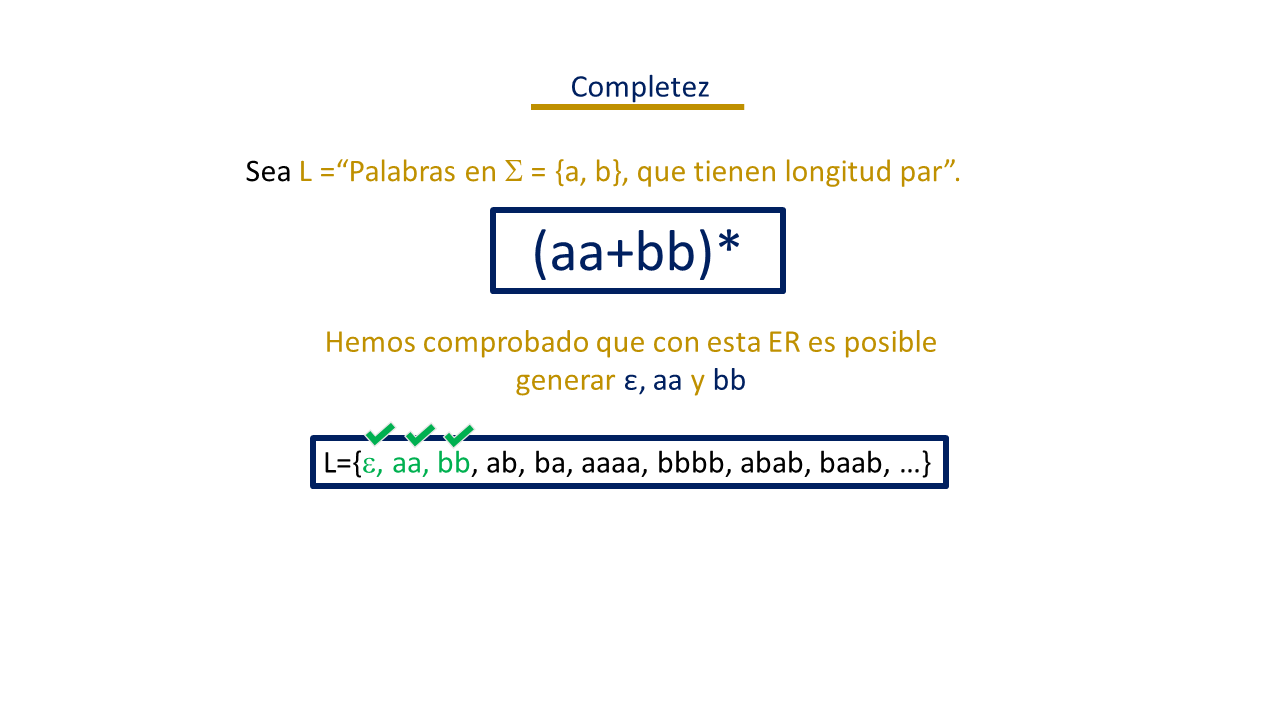 Completez
Sea L =“Palabras en Σ = {a, b}, que tienen longitud par”.
(aa+bb)*
Hemos comprobado que con esta ER es posible
generar ε, aa y bb
L={ε, aa, bb, ab, ba, aaaa, bbbb, abab, baab, …}